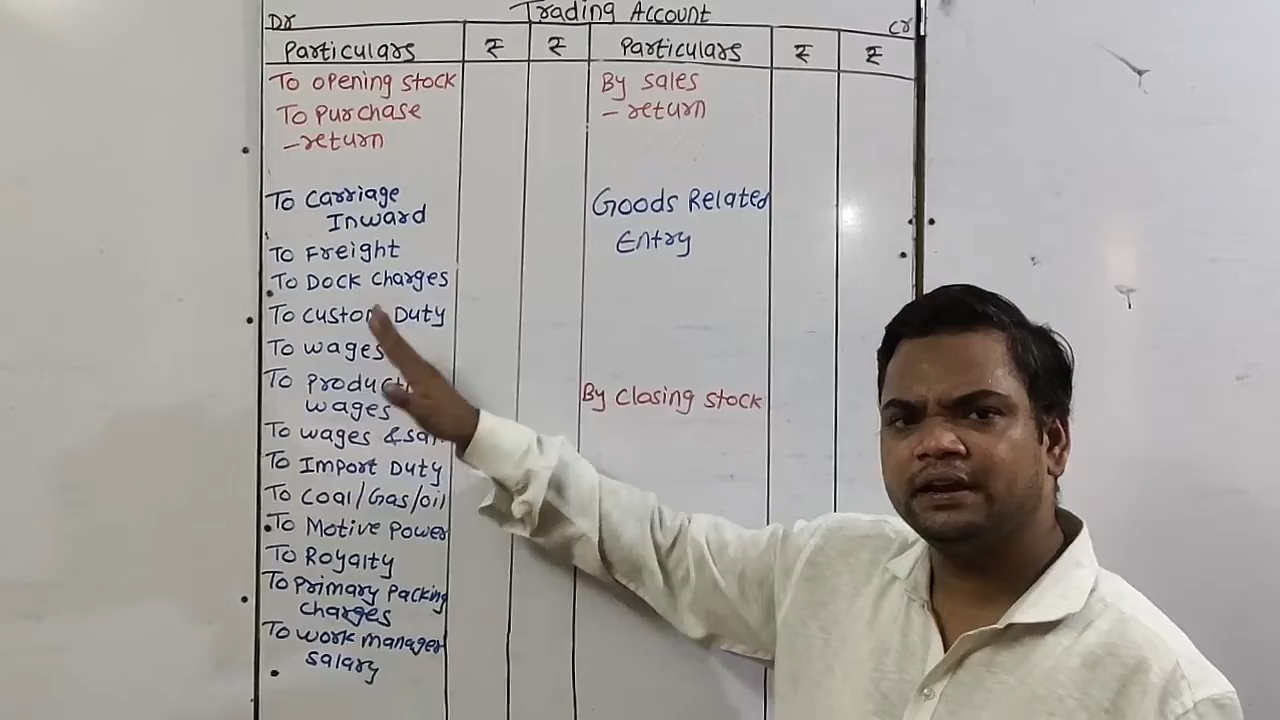 Trading Account
Dr
Cr
Particulars ₹ ₹ Particulars ₹ ₹
To opening stock
To Purchase
- return
To Carriage
Inward
To Freight
To Dock Charges
To Custom Duty
To wages
To
wages
To wages &
To Import Duty
To Coal/Gas/oil
To Motive Power
To Royalty
To Primary Packing
charges
To work manager
salary
By sales
- return
Goods Related
Entry
By Closing stock